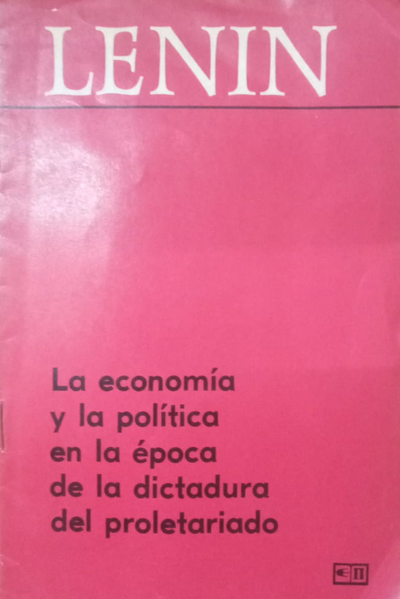 LENIN
La economía
y la política
en la época
de la dictadura
del proletariado